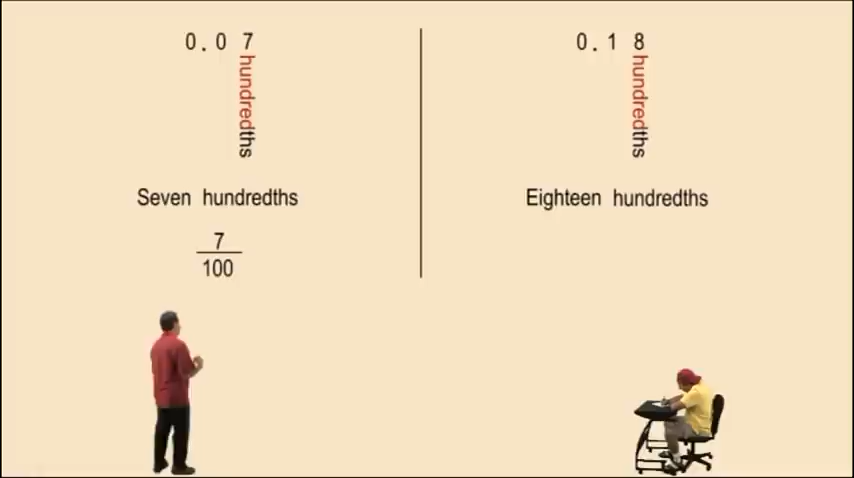 0.07
hundredths
Seven hundredths
7
100
0.18
hundredths
Eighteen hundredths